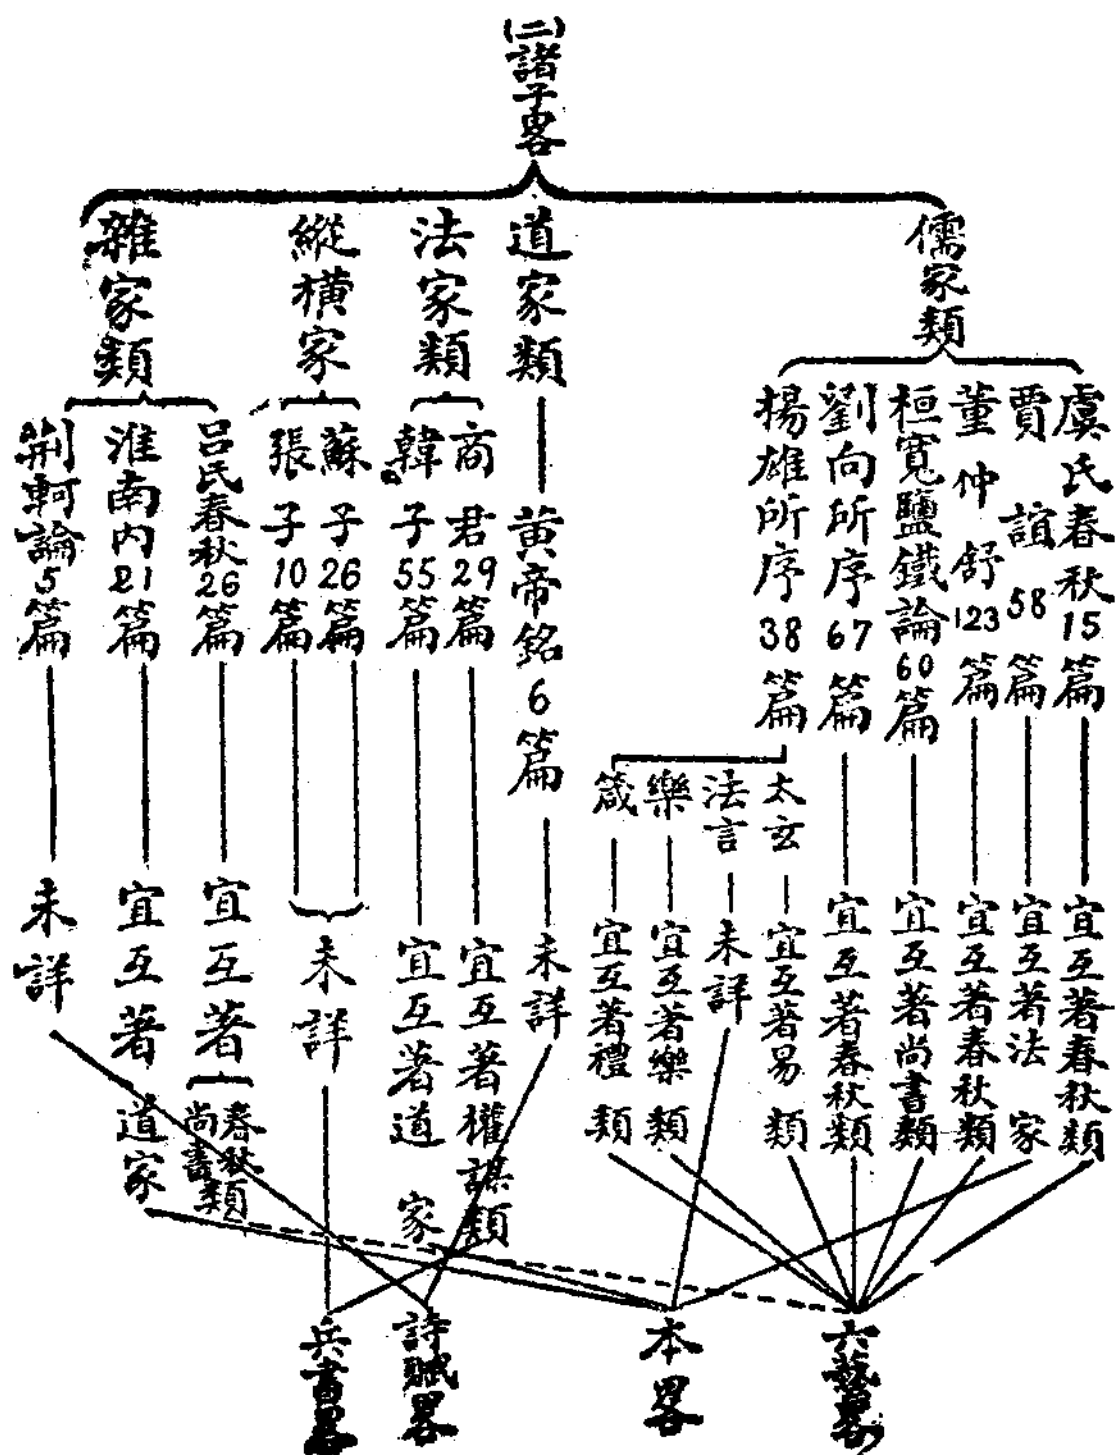 (二)諸子畧
儒家類
道家類
法家類
縱橫家
雜家類
虞氏春秋15篇
賈誼58篇
董仲舒123篇
桓寬鹽鐵論60篇
劉向所序67篇
楊雄所序38篇
黃帝銘6篇
商君29篇
韓子55篇
蘇子26篇
張子10篇
呂氏春秋26篇
淮南內21篇
荆軻論5篇
太玄
法言
樂
箴
宜互著春秋類
宜互著法家
宜互著春秋類
宜互著尚書類
宜互著春秋類
宜互著易類
未詳
宜互著樂類
宜互著禮類
未詳
宜互著權謀類
宜互著道家
未詳
宜互著
春秋
尚書類
宜互著道家
未詳
六藝畧
本畧
詩賦畧
兵書畧